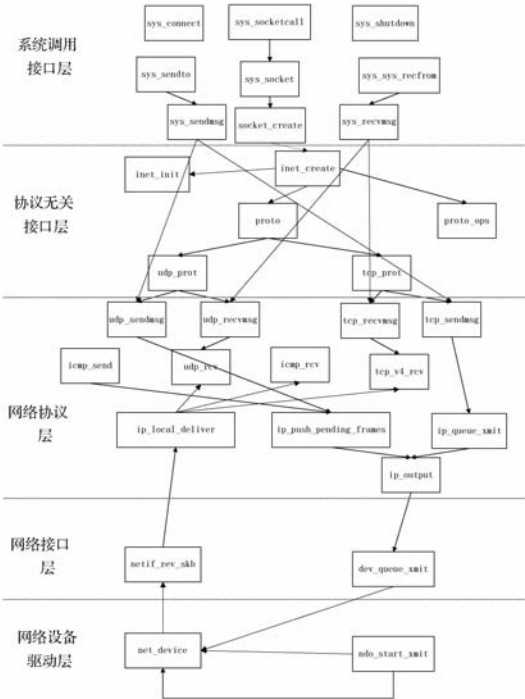 系统调用
接口层
sys_connect
sys_socketcall
sys_shutdown
sys_sendto
sys_socket
sys_sys_recfrom
sys_sendmsg
socket_create
sys_recvmsg
协议无关
接口层
inet_init
inet_create
proto
proto_ops
udp_prot
tcp_prot
网络协议
层
udp_sendmsg
udp_recvmsg
tcp_recvmsg
tcp_sendmsg
icmp_send
udp_rcv
icmp_rcv
tcp_v4_rcv
ip_local_deliver
ip_push_pending_frames
ip_queue_xmit
ip_output
网络接口
层
netif_rev_skb
dev_queue_xmit
网络设备
驱动层
net_device
ndo_start_xmit